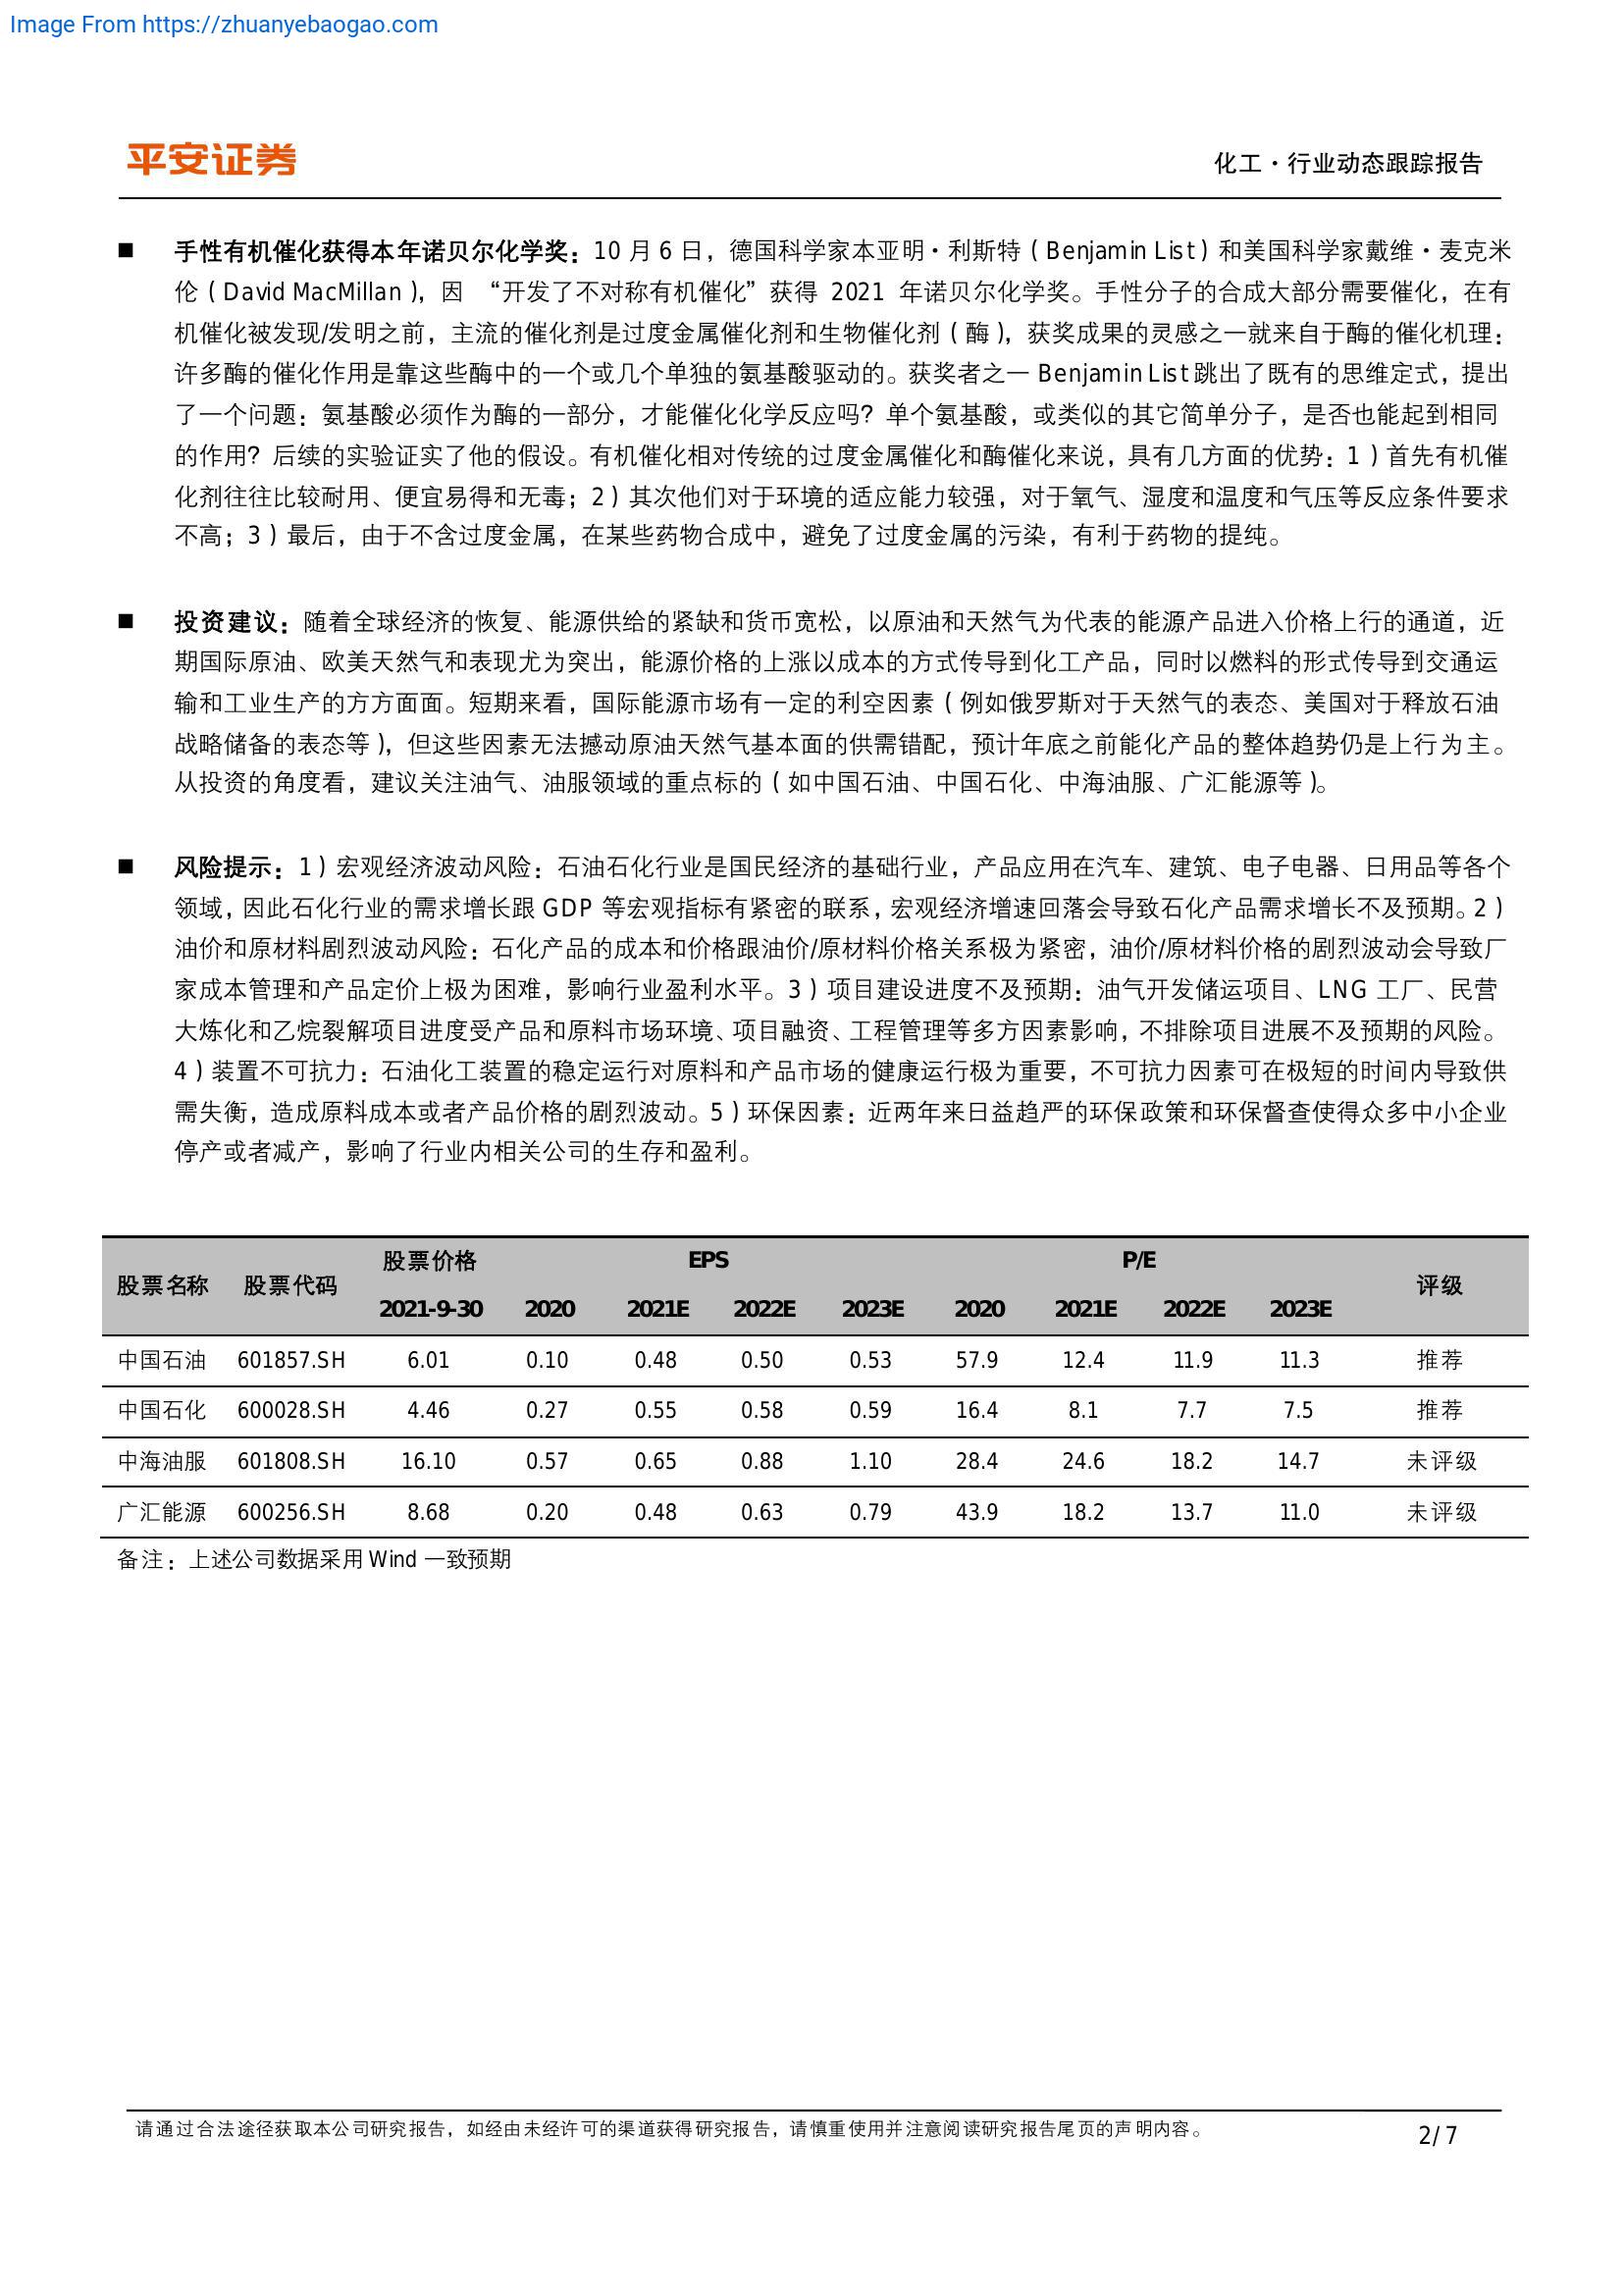 Image From https://zhuanyebaogao.com
平安证券
化工·行业动态跟踪报告
■ 手性有机催化获得本年诺贝尔化学奖：10 月 6 日，德国科学家本亚明·利斯特（Benjamin List）和美国科学家戴维·麦克米
伦（David MacMillan），因 “开发了不对称有机催化”获得 2021 年诺贝尔化学奖。手性分子的合成大部分需要催化，在有
机催化被发现/发明之前，主流的催化剂是过度金属催化剂和生物催化剂（酶），获奖成果的灵感之一就来自于酶的催化机理：
许多酶的催化作用是靠这些酶中的一个或几个单独的氨基酸驱动的。获奖者之一 Benjamin List 跳出了既有的思维定式，提出
了一个问题：氨基酸必须作为酶的一部分，才能催化化学反应吗？单个氨基酸，或类似的其它简单分子，是否也能起到相同
的作用？后续的实验证实了他的假设。有机催化相对传统的过度金属催化和酶催化来说，具有几方面的优势：1）首先有机催
化剂往往比较耐用、便宜易得和无毒；2）其次他们对于环境的适应能力较强，对于氧气、湿度和温度和气压等反应条件要求
不高；3）最后，由于不含过度金属，在某些药物合成中，避免了过度金属的污染，有利于药物的提纯。
■ 投资建议：随着全球经济的恢复、能源供给的紧缺和货币宽松，以原油和天然气为代表的能源产品进入价格上行的通道，近
期国际原油、欧美天然气和表现尤为突出，能源价格的上涨以成本的方式传导到化工产品，同时以燃料的形式传导到交通运
输和工业生产的方方面面。短期来看，国际能源市场有一定的利空因素（例如俄罗斯对于天然气的表态、美国对于释放石油
战略储备的表态等），但这些因素无法撼动原油天然气基本面的供需错配，预计年底之前能化产品的整体趋势仍是上行为主。
从投资的角度看，建议关注油气、油服领域的重点标的（如中国石油、中国石化、中海油服、广汇能源等）。
■ 风险提示：1）宏观经济波动风险：石油石化行业是国民经济的基础行业，产品应用在汽车、建筑、电子电器、日用品等各个
领域，因此石化行业的需求增长跟 GDP 等宏观指标有紧密的联系，宏观经济增速回落会导致石化产品需求增长不及预期。2）
油价和原材料剧烈波动风险：石化产品的成本和价格跟油价/原材料价格关系极为紧密，油价/原材料价格的剧烈波动会导致厂
家成本管理和产品定价上极为困难，影响行业盈利水平。3）项目建设进度不及预期：油气开发储运项目、LNG 工厂、民营
大炼化和乙烷裂解项目进度受产品和原料市场环境、项目融资、工程管理等多方因素影响，不排除项目进展不及预期的风险。
4）装置不可抗力：石油化工装置的稳定运行对原料和产品市场的健康运行极为重要，不可抗力因素可在极短的时间内导致供
需失衡，造成原料成本或者产品价格的剧烈波动。5）环保因素：近两年来日益趋严的环保政策和环保督查使得众多中小企业
停产或者减产，影响了行业内相关公司的生存和盈利。
股票名称 股票代码 股票价格 EPS P/E 评级
2021-9-30 2020 2021E 2022E 2023E 2020 2021E 2022E 2023E
中国石油 601857.SH 6.01 0.10 0.48 0.50 0.53 57.9 12.4 11.9 11.3 推荐
中国石化 600028.SH 4.46 0.27 0.55 0.58 0.59 16.4 8.1 7.7 7.5 推荐
中海油服 601808.SH 16.10 0.57 0.65 0.88 1.10 28.4 24.6 18.2 14.7 未评级
广汇能源 600256.SH 8.68 0.20 0.48 0.63 0.79 43.9 18.2 13.7 11.0 未评级
备注：上述公司数据采用 Wind 一致预期
请通过合法途径获取本公司研究报告，如经由未经许可的渠道获得研究报告，请慎重使用并注意阅读研究报告尾页的声明内容。
2/ 7